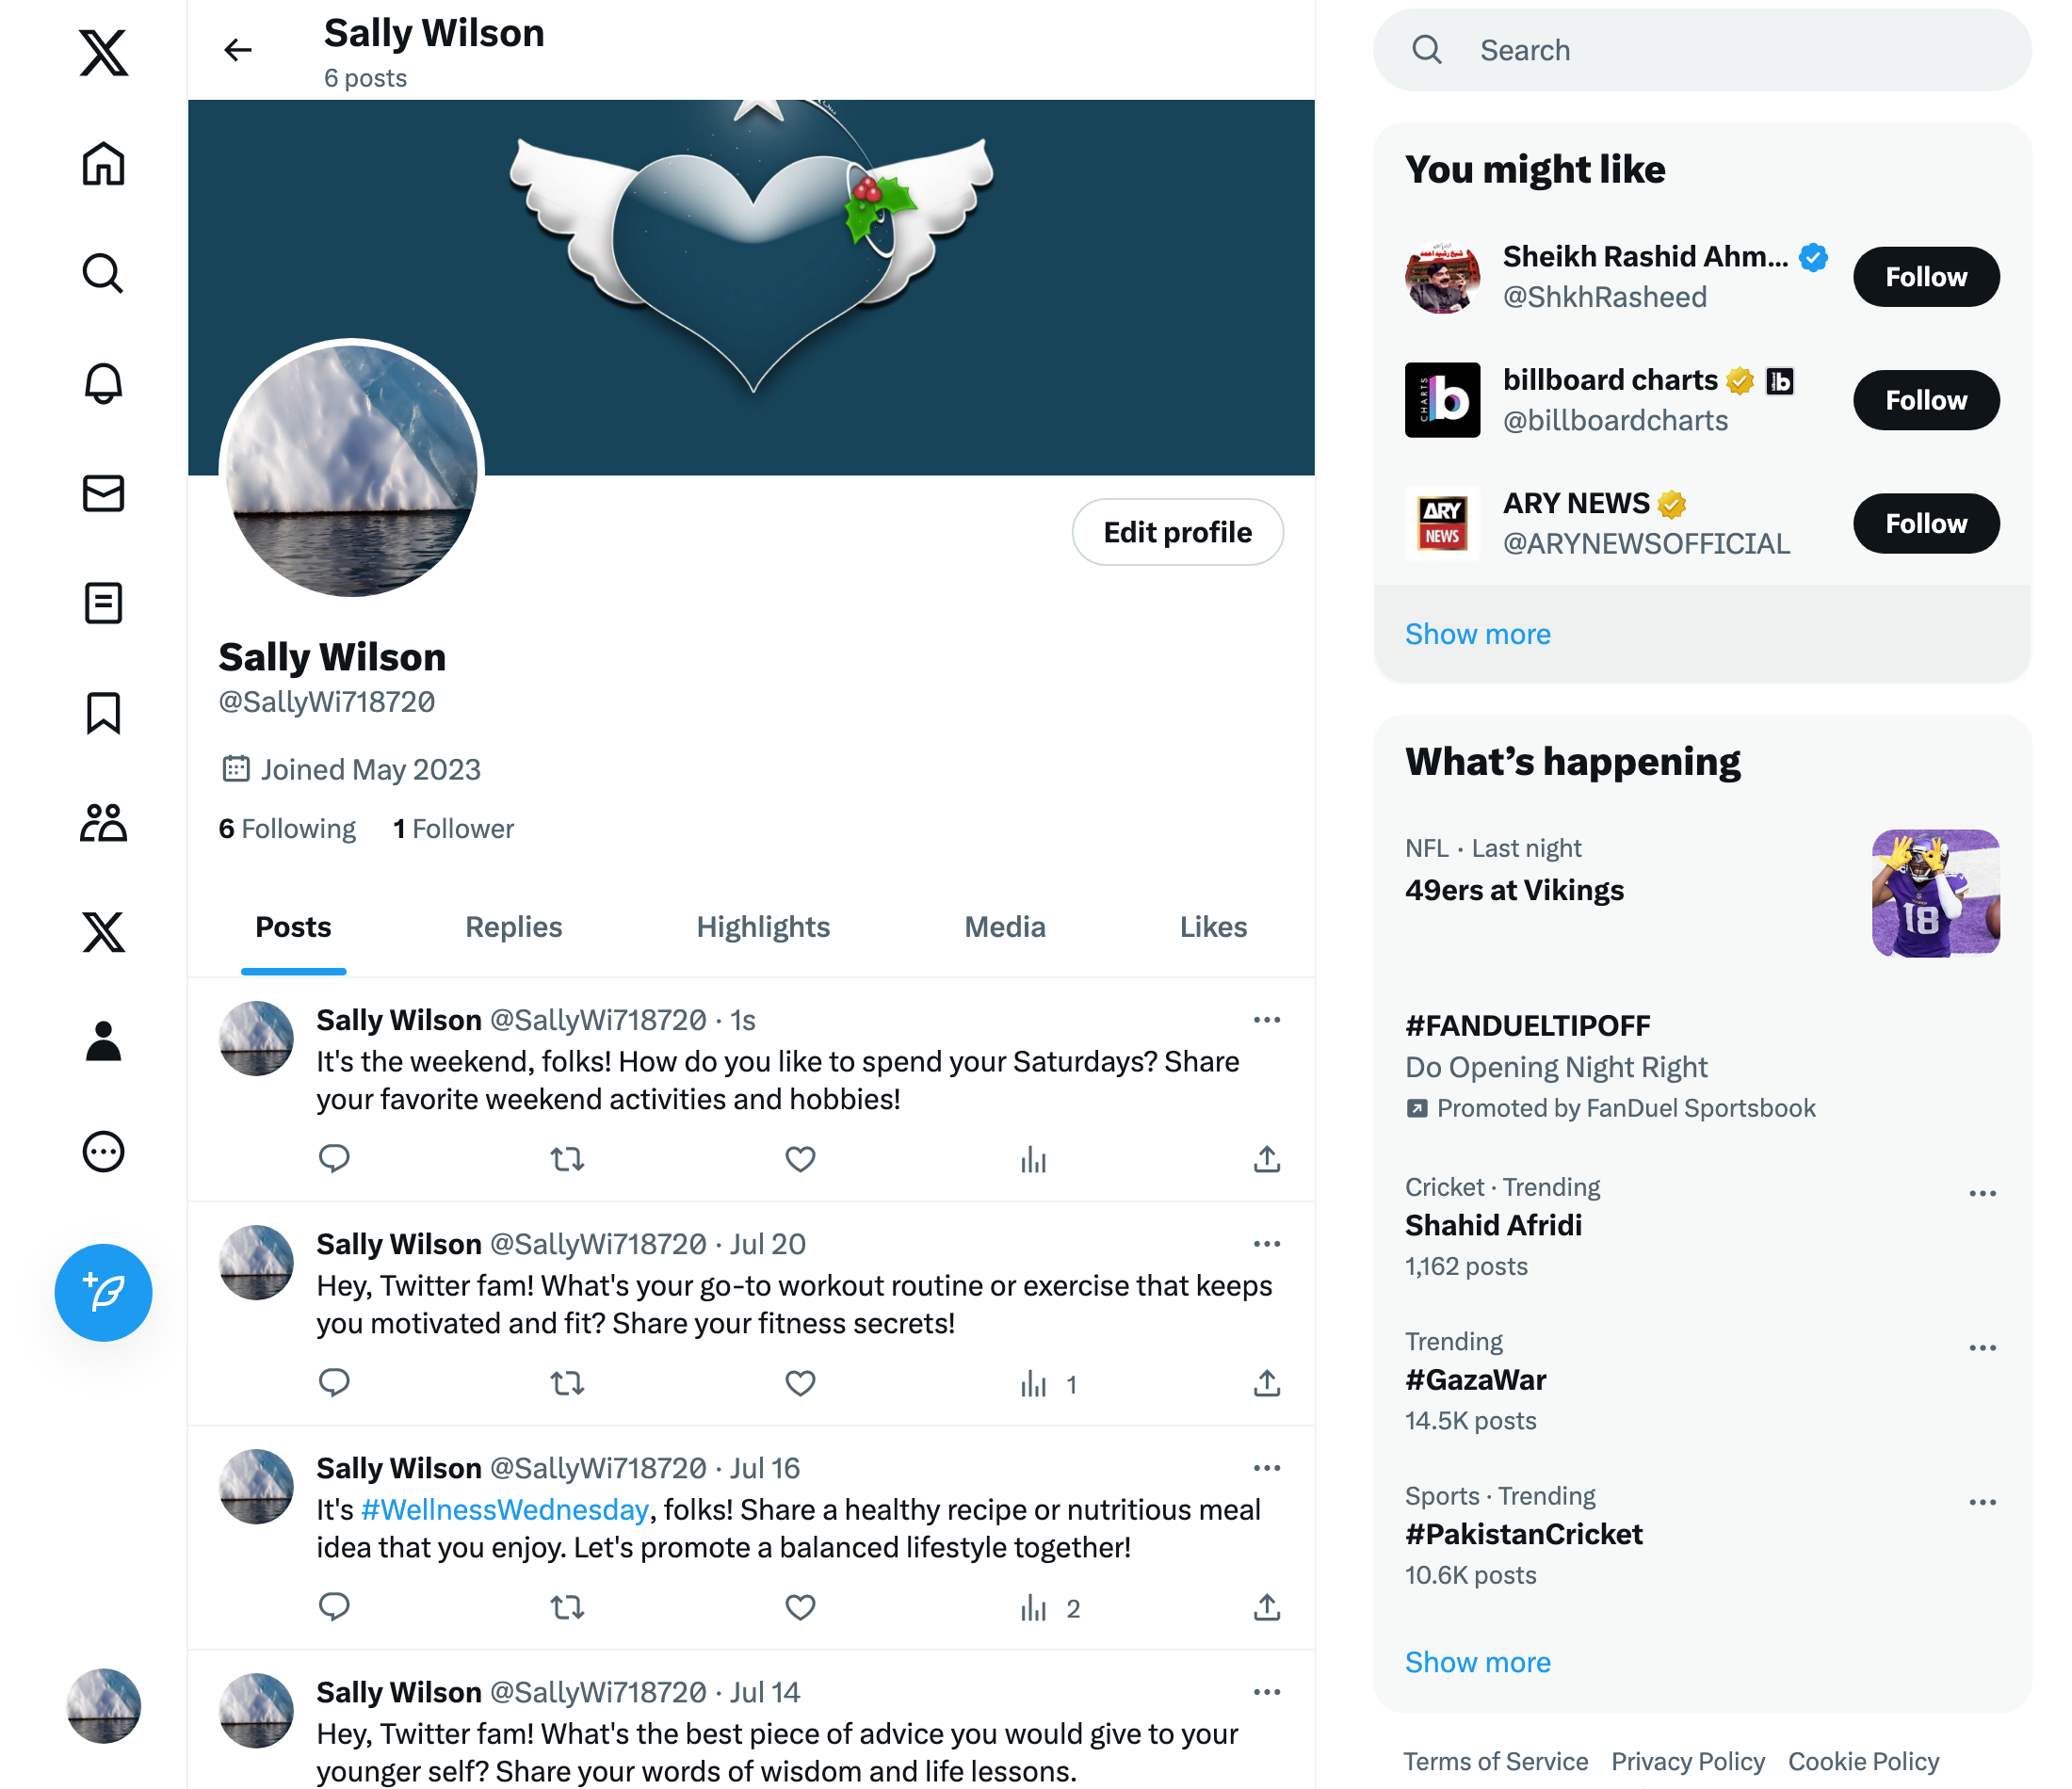 Sally Wilson
6 posts
Edit profile
Sally Wilson
@SallyWi718720
Joined May 2023
6 Following 1 Follower
Posts Replies Highlights Media Likes
Sally Wilson @SallyWi718720 · 1s
It's the weekend, folks! How do you like to spend your Saturdays? Share
your favorite weekend activities and hobbies!
Sally Wilson @SallyWi718720 · Jul 20
Hey, Twitter fam! What's your go-to workout routine or exercise that keeps
you motivated and fit? Share your fitness secrets!
1
Sally Wilson @SallyWi718720 · Jul 16
It's #WellnessWednesday, folks! Share a healthy recipe or nutritious meal
idea that you enjoy. Let's promote a balanced lifestyle together!
2
Sally Wilson @SallyWi718720 · Jul 14
Hey, Twitter fam! What's the best piece of advice you would give to your
younger self? Share your words of wisdom and life lessons.
Search
You might like
Sheikh Rashid Ahm...
@ShkhRasheed
Follow
CHARTS b
billboard charts
@billboardcharts
Follow
ARY
NEWS
ARY NEWS
@ARYNEWSOFFICIAL
Follow
Show more
What’s happening
NFL · Last night
49ers at Vikings
18
#FANDUELTIPOFF
Do Opening Night Right
Promoted by FanDuel Sportsbook
Cricket · Trending
Shahid Afridi
1,162 posts
Trending
#GazaWar
14.5K posts
Sports · Trending
#PakistanCricket
10.6K posts
Show more
Terms of Service Privacy Policy Cookie Policy